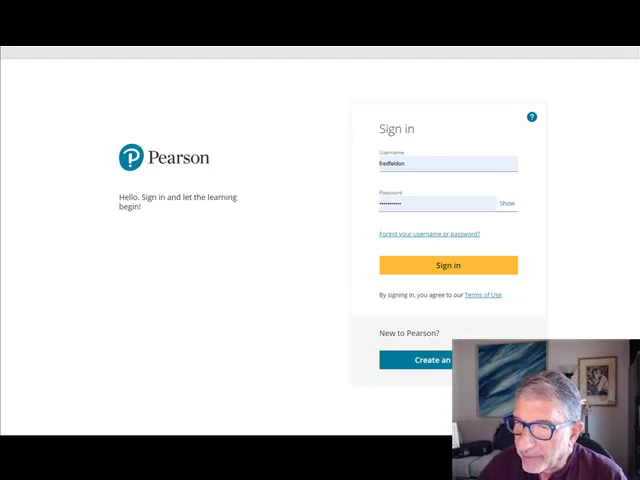 Pearson
Hello. Sign in and let the learning
begin!
?
Sign in
Username
fredfeldon
Password
•••••••••••
Show
Forgot your username or password?
Sign in
By signing in, you agree to our Terms of Use.
New to Pearson?
Create an